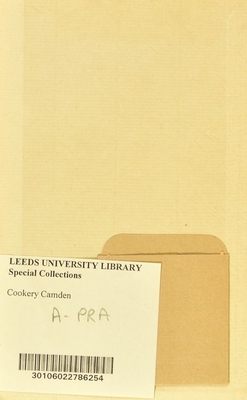 LEEDS UNIVERSITY LIBRARY
Special Collections
Cookery Camden
A-PRA
30106022786254